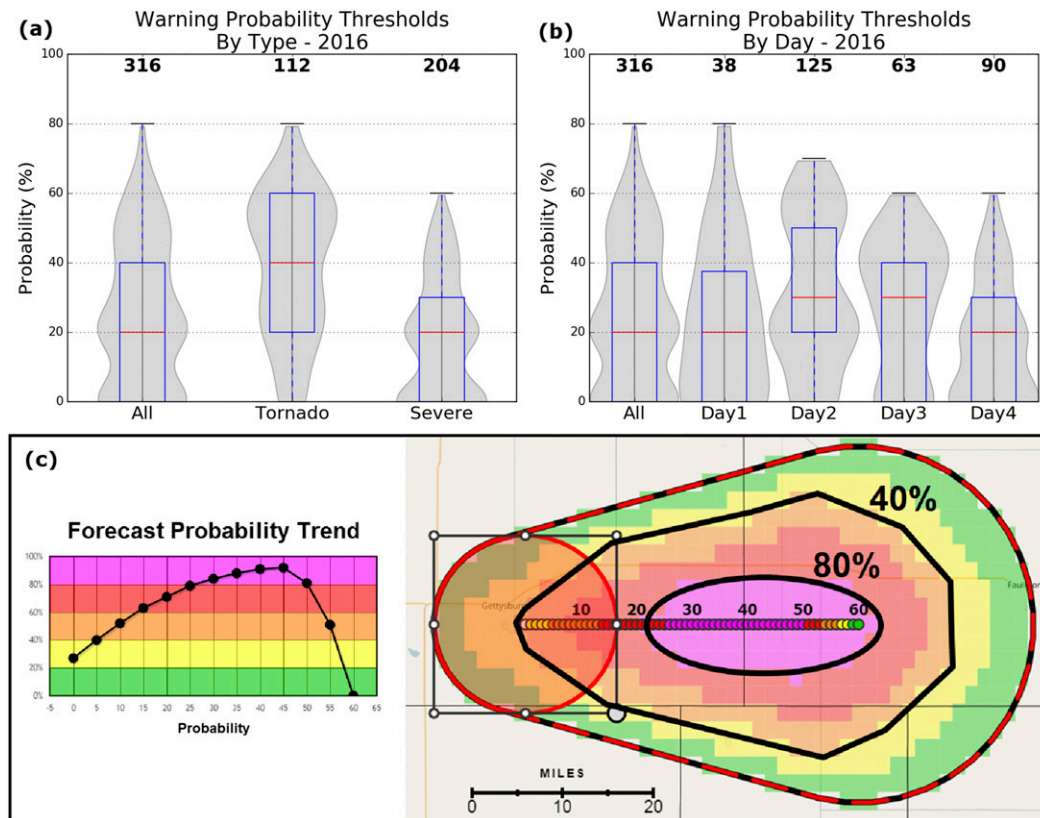 (a)
Warning Probability Thresholds
By Type - 2016
100
80
60
40
20
0
Probability (%)
316 112 204
All Tornado Severe
(b)
Warning Probability Thresholds
By Day - 2016
100
80
60
40
20
0
Probability (%)
316 38 125 63 90
All Day1 Day2 Day3 Day4
(c)
Forecast Probability Trend
100%
80%
60%
40%
20%
0%
-5 0 5 10 15 20 25 30 35 40 45 50 55 60 65
Probability
40%
80%
Gettysburg
10 20 30 40 50 60
MILES
0 10 20